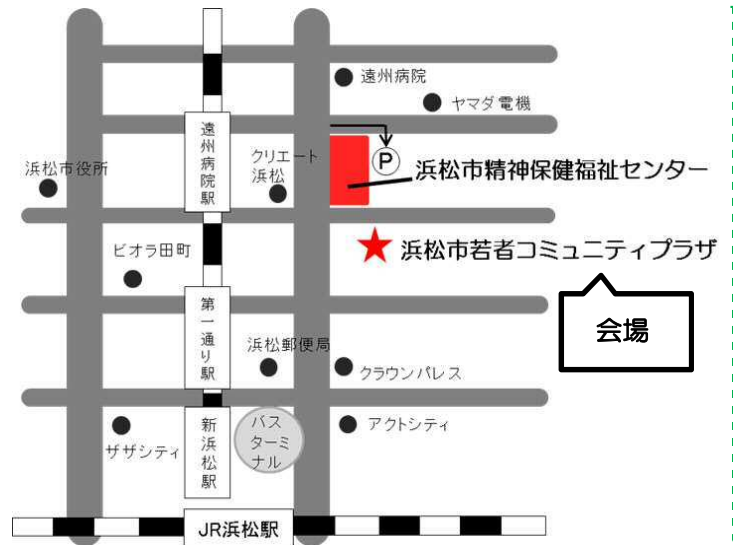 遠州病院
ヤマダ電機
遠州病院駅
クリエート
浜松
P
浜松市精神保健福祉センター
浜松市役所
浜松市若者コミュニティプラザ
ビオラ田町
会場
第一通り駅
浜松郵便局
クラウンパレス
ザザシティ
新浜松駅
バス
ターミ
ナル
アクトシティ
JR浜松駅